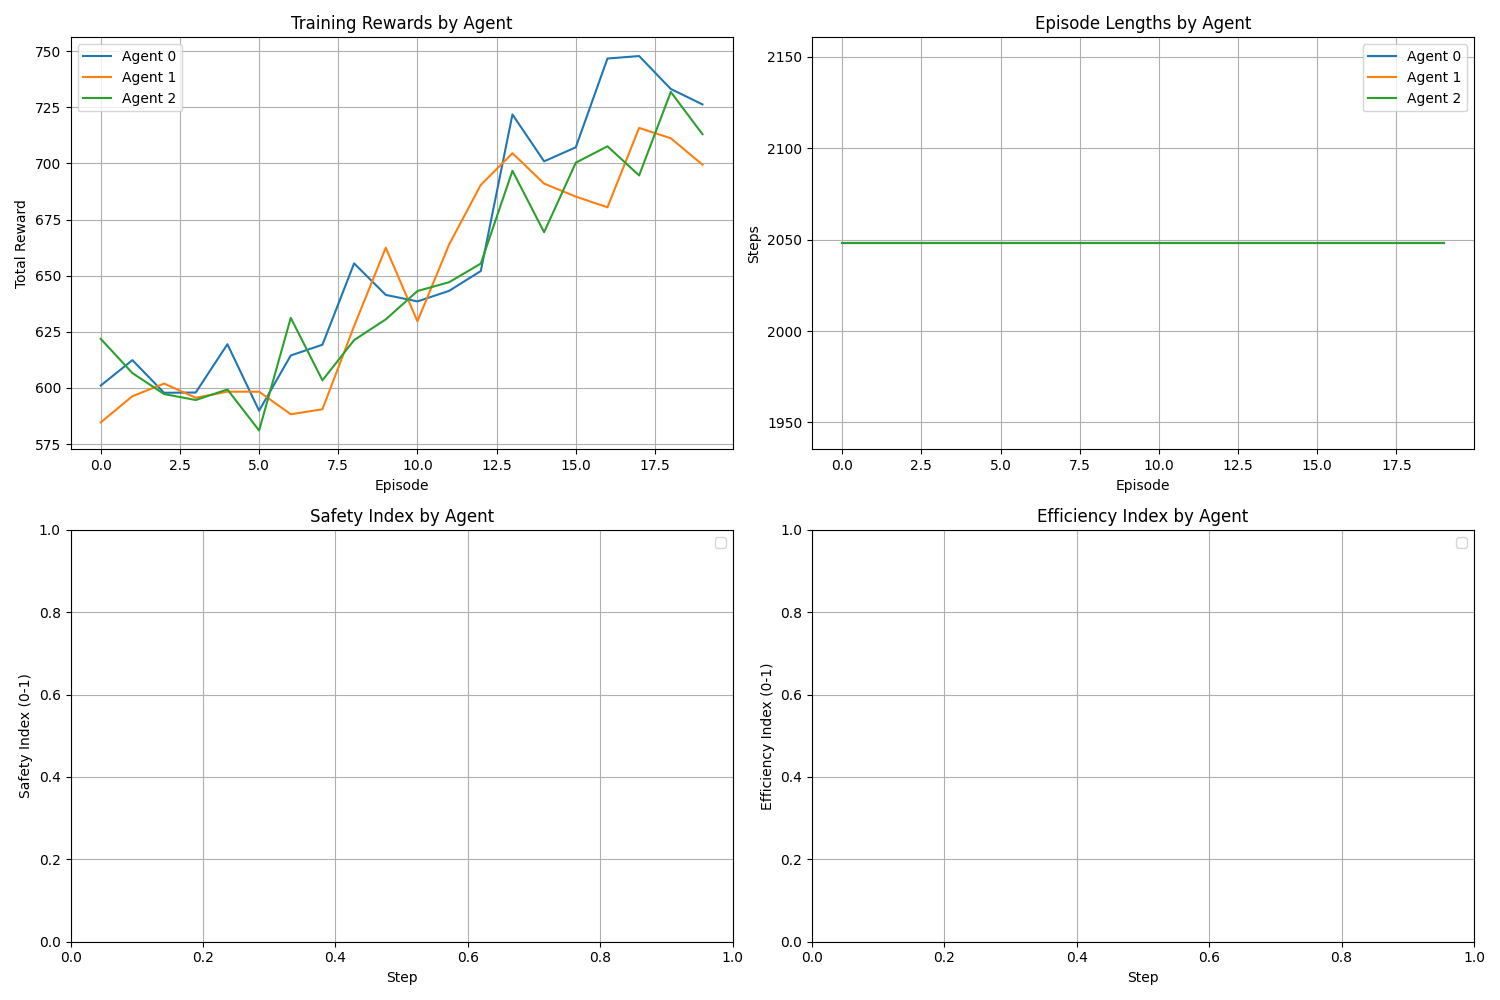 Training Rewards by Agent
750
725
700
675
650
625
600
575
Total Reward
Agent 0
Agent 1
Agent 2
0.0 2.5 5.0 7.5 10.0 12.5 15.0 17.5
Episode
Episode Lengths by Agent
2150
2100
2050
2000
1950
Steps
Agent 0
Agent 1
Agent 2
0.0 2.5 5.0 7.5 10.0 12.5 15.0 17.5
Episode
Safety Index by Agent
1.0
0.8
0.6
0.4
0.2
0.0
Safety Index (0-1)
0.0 0.2 0.4 0.6 0.8 1.0
Step
Efficiency Index by Agent
1.0
0.8
0.6
0.4
0.2
0.0
Efficiency Index (0-1)
0.0 0.2 0.4 0.6 0.8 1.0
Step